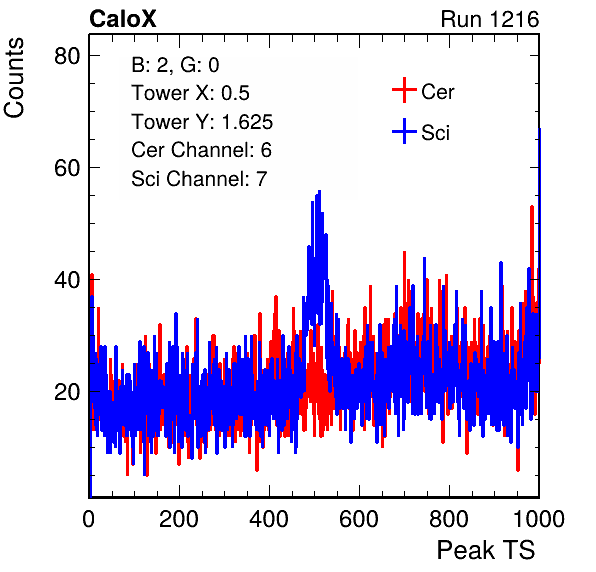 CaloX Run 1216
Counts
80
60
40
20
B: 2, G: 0
Tower X: 0.5
Tower Y: 1.625
Cer Channel: 6
Sci Channel: 7
Cer
Sci
0 200 400 600 800 1000
Peak TS